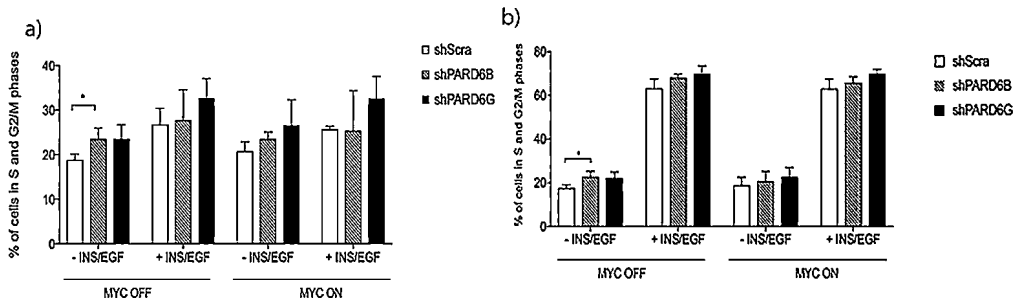 a)
% of cells in S and G2/M phases
40
30
20
10
0
*
- INS/EGF
+ INS/EGF
- INS/EGF
+ INS/EGF
MYC OFF
MYC ON
shScra
shPARD6B
shPARD6G
b)
% of cells in S and G2/M phases
80
60
40
20
0
*
- INS/EGF
+ INS/EGF
- INS/EGF
+ INS/EGF
MYC OFF
MYC ON
shScra
shPARD6B
shPARD6G